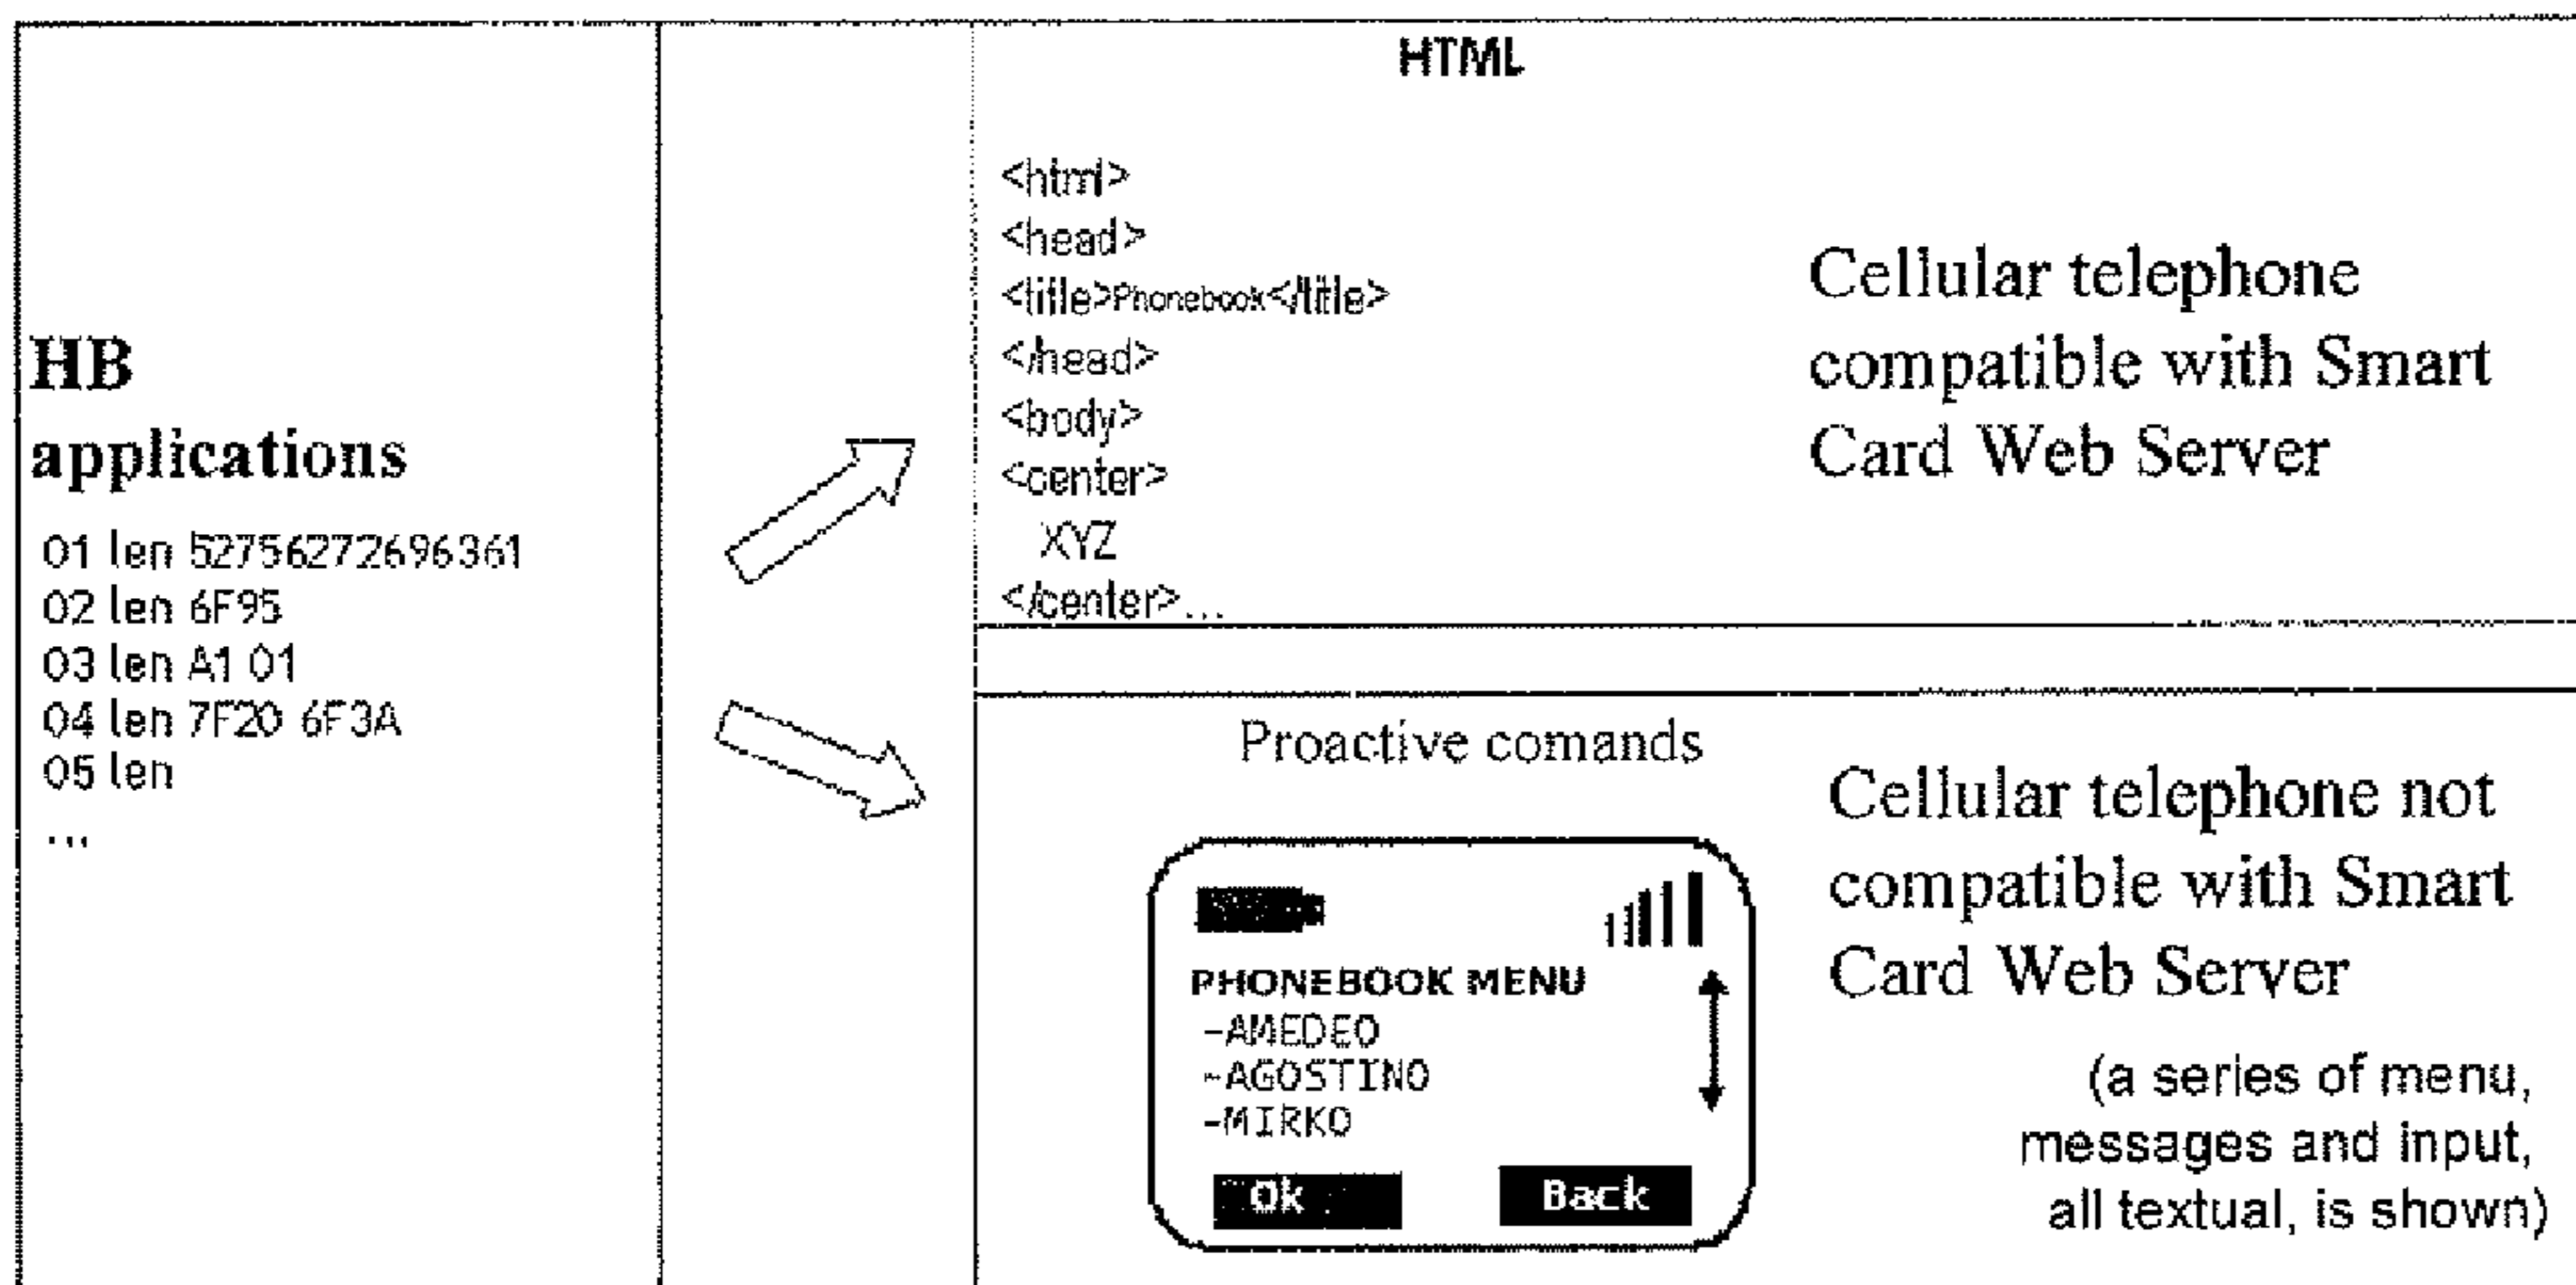 HB
applications
01 len 52756272696361
02 len 6F95
03 len A1 01
04 len 7F20 6F3A
05 len
...
HTML
<html>
<head>
<title>Phonebook</title>
</head>
<body>
<center>
XYZ
</center>...
Cellular telephone
compatible with Smart
Card Web Server
Proactive comands
PHONEBOOK MENU
-AMEDEO
-AGOSTINO
-MIRKO
Ok Back
Cellular telephone not
compatible with Smart
Card Web Server
(a series of menu,
messages and input,
all textual, is shown)